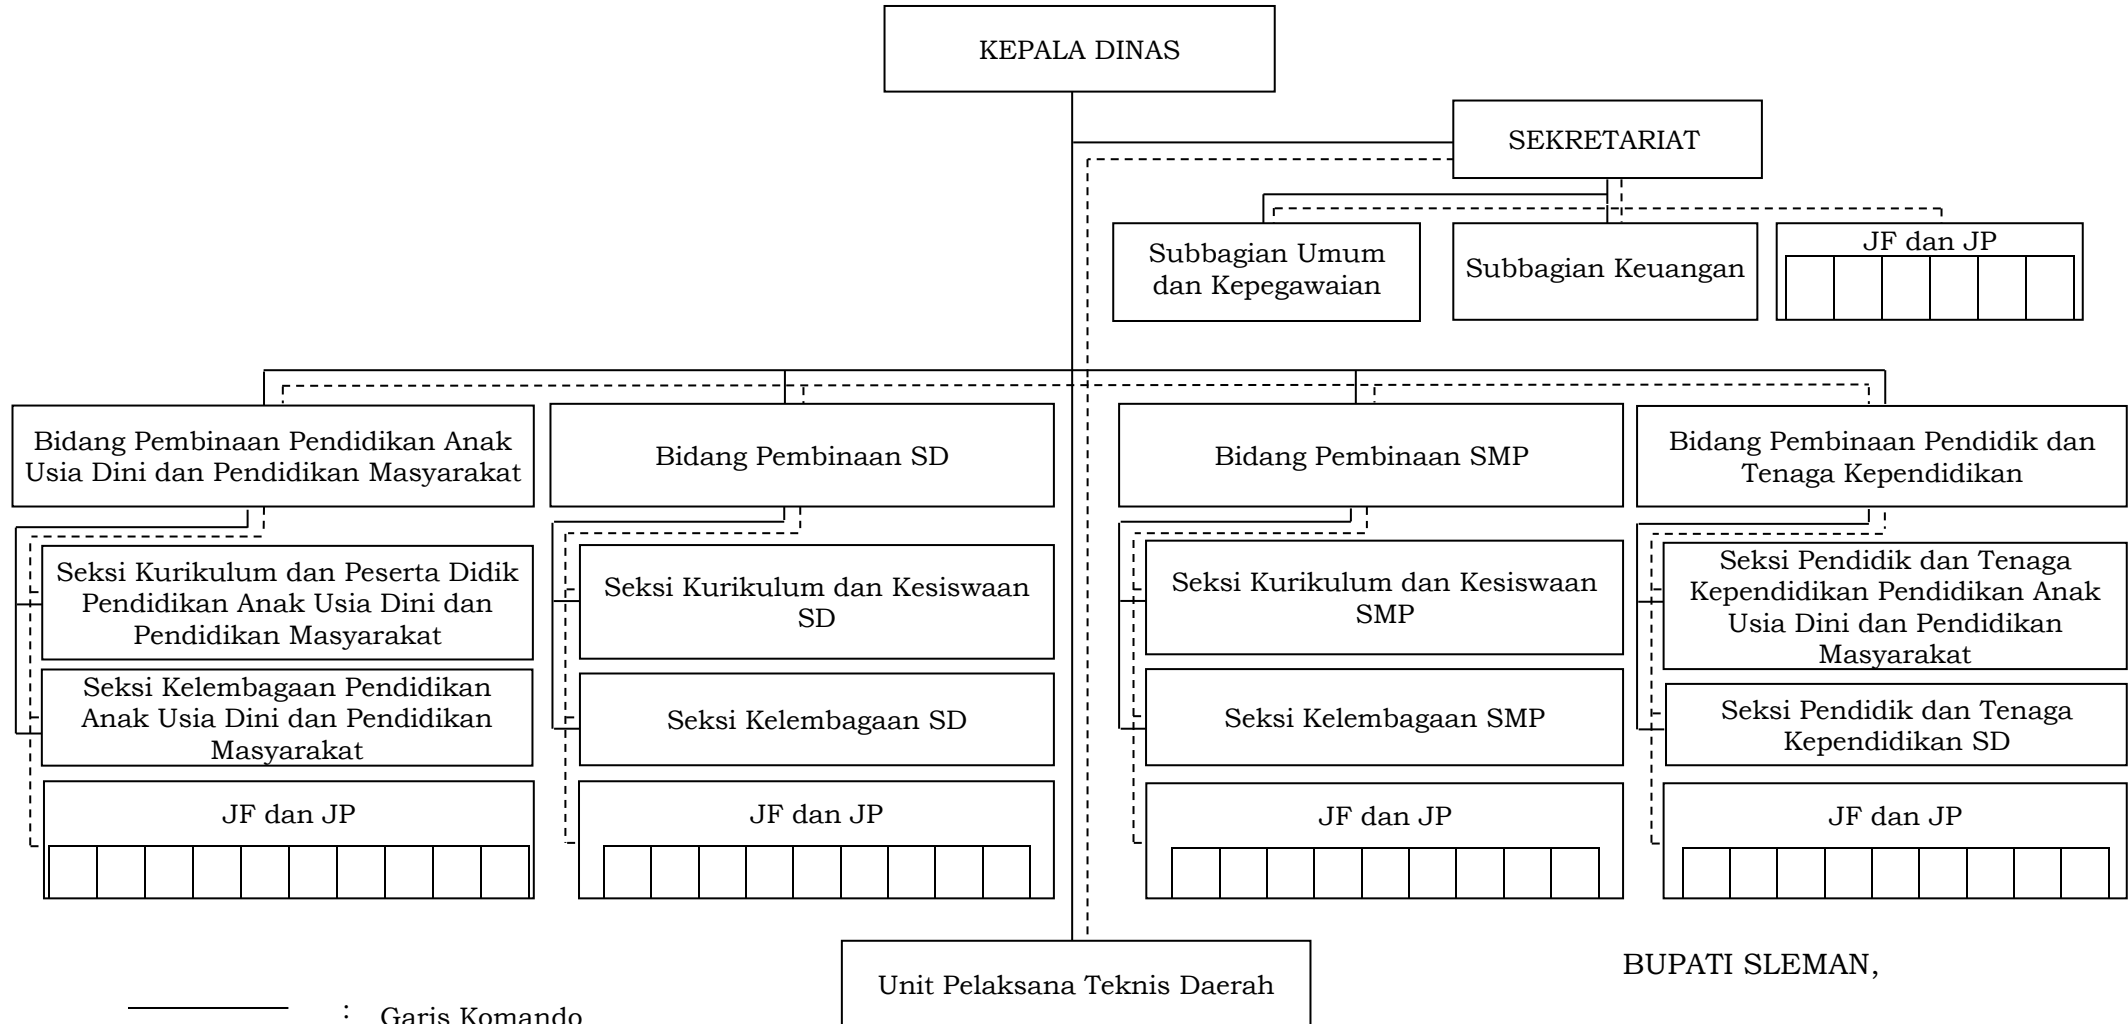 KEPALA DINAS
SEKRETARIAT
Subbagian Umum
dan Kepegawaian
Subbagian Keuangan
JF dan JP
Bidang Pembinaan Pendidikan Anak
Usia Dini dan Pendidikan Masyarakat
Bidang Pembinaan SD
Bidang Pembinaan SMP
Bidang Pembinaan Pendidik dan
Tenaga Kependidikan
Seksi Kurikulum dan Peserta Didik
Pendidikan Anak Usia Dini dan
Pendidikan Masyarakat
Seksi Kelembagaan Pendidikan
Anak Usia Dini dan Pendidikan
Masyarakat
JF dan JP
Seksi Kurikulum dan Kesiswaan
SD
Seksi Kelembagaan SD
JF dan JP
Seksi Kurikulum dan Kesiswaan
SMP
Seksi Kelembagaan SMP
JF dan JP
Seksi Pendidik dan Tenaga
Kependidikan Pendidikan Anak
Usia Dini dan Pendidikan
Masyarakat
Seksi Pendidik dan Tenaga
Kependidikan SD
JF dan JP
Unit Pelaksana Teknis Daerah
BUPATI SLEMAN,
: Garis Komando